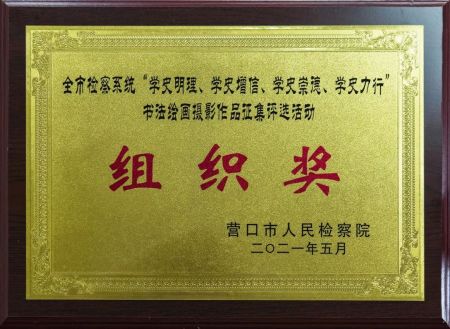 全市检察系统“学史明理、学史增信、学史崇德、学史力行”
书法绘画摄影作品征集评选活动
组织奖
营口市人民检察院
二〇二一年五月